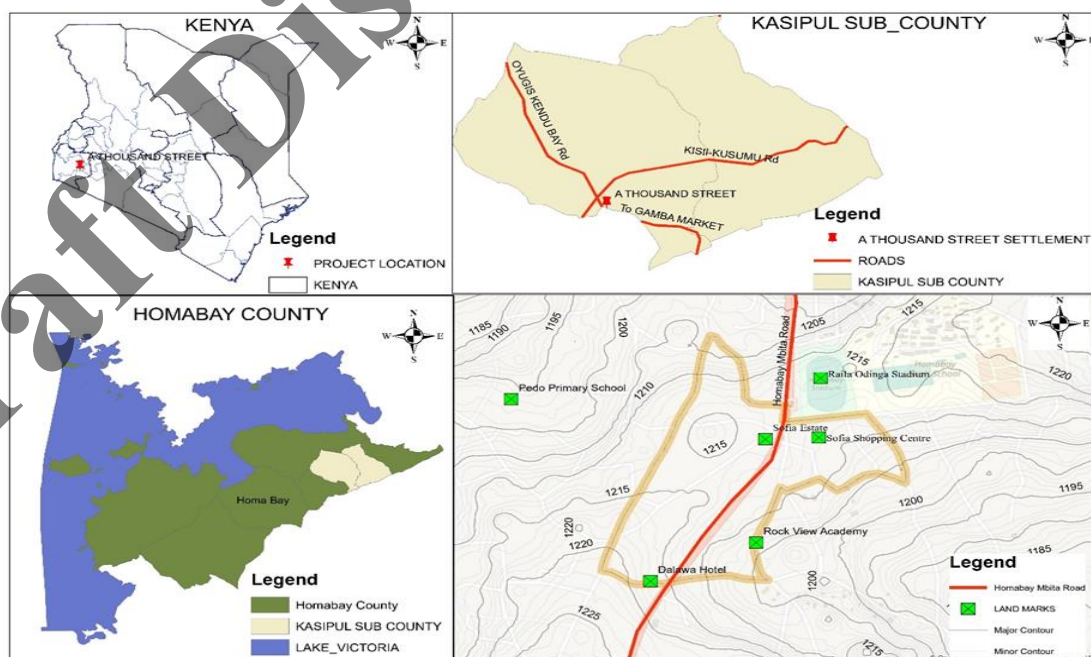 KENYA
N
W
E
S
A THOUSAND STREET
Legend
PROJECT LOCATION
KENYA
KASIPUL SUB_COUNTY
N
W
S
OYUGIS KENDU BAY Rd
KISII-KUSUMU Rd
A THOUSAND STREET
To GAMBA MARKET
Legend
A THOUSAND STREET SETTLEMENT
ROADS
KASIPUL SUB COUNTY
HOMABAY COUNTY
N
W
E
S
Homa Bay
Legend
Homabay County
KASIPUL SUB COUNTY
LAKE_VICTORIA
N
W
E
S
1185
1190
1195
1200
1205
1215
Homabay Mbita Road
1215
1220
Raila Odinga Stadium
Pedo Primary School
1210
Sofia Estate
Sofia Shopping Centre
1215
1215
1195
1200
1220
1220
Rock View Academy
1185
Dalawa Hotel
1200
1225
1215
Legend
Homabay Mbita Road
LAND MARKS
Major Contour
Minor Contour